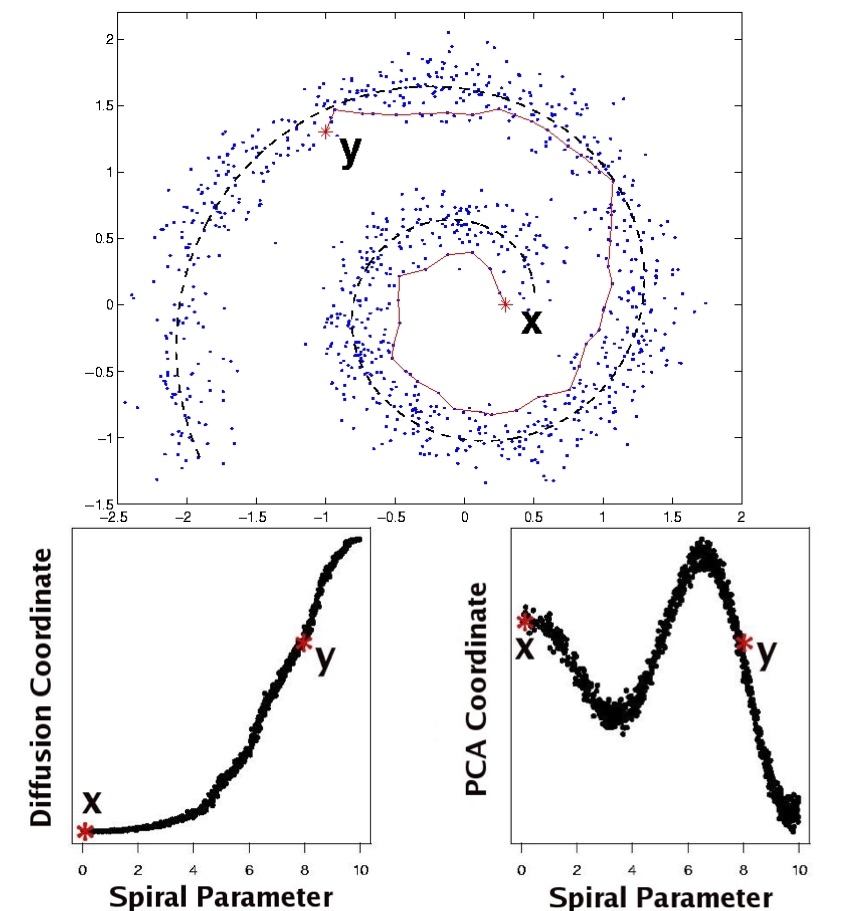 2
1.5
1
0.5
0
−0.5
−1
−1.5
y
x
−2.5 −2 −1.5 −1 −0.5 0 0.5 1 1.5 2
Diffusion Coordinate
x
y
0 2 4 6 8 10
Spiral Parameter
PCA Coordinate
x
y
0 2 4 6 8 10
Spiral Parameter